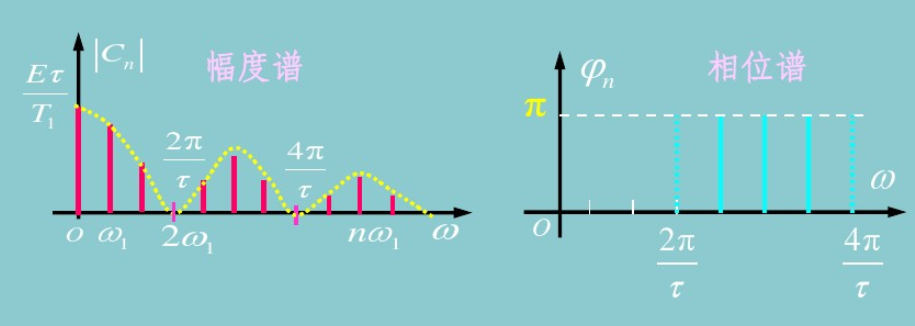 |Cₙ|
幅度谱
Eτ/T₁
2π/τ
4π/τ
o
ω₁
2ω₁
nω₁
ω
φₙ
相位谱
π
ω
O
2π/τ
4π/τ